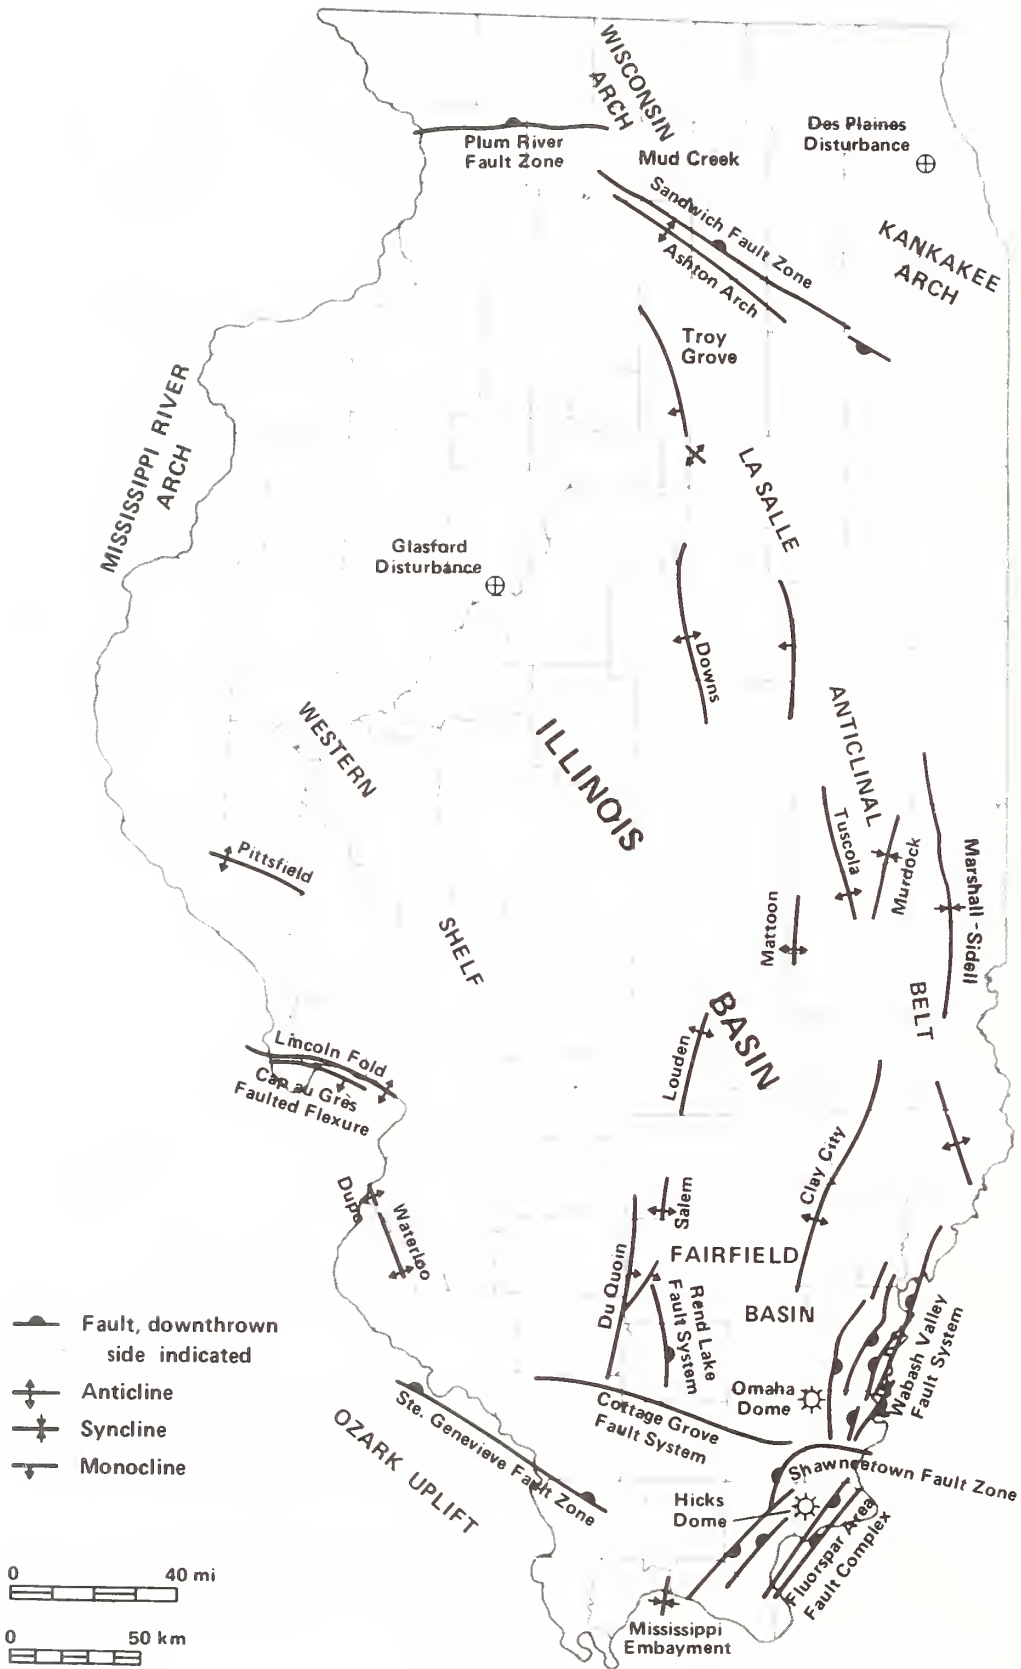 WISCONSIN
ARCH
Plum River
Fault Zone
Mud Creek
Des Plaines
Disturbance
Sandwich Fault Zone
Ashton Arch
KANKAKEE
ARCH
Troy
Grove
MISSISSIPPI RIVER
ARCH
LA SALLE
Glasford
Disturbance
Downs
WESTERN
ILLINOIS
ANTICLINAL
Tuscola
Murdock
Marshall - Sidell
Pittsfield
Mattoon
SHELF
BELT
BASIN
Louden
Lincoln Fold
Cap au Grès
Faulted Flexure
Clay City
Dupo
Waterloo
Salem
FAIRFIELD
BASIN
Du Quoin
Rend Lake
Fault System
Wabash Valley
Fault System
Omaha
Dome
Cottage Grove
Fault System
Ste. Genevieve Fault Zone
OZARK UPLIFT
Shawneetown Fault Zone
Hicks
Dome
Fluorspar Area
Fault Complex
Mississippi
Embayment
Fault, downthrown
side indicated
Anticline
Syncline
Monocline
0 40 mi
0 50 km